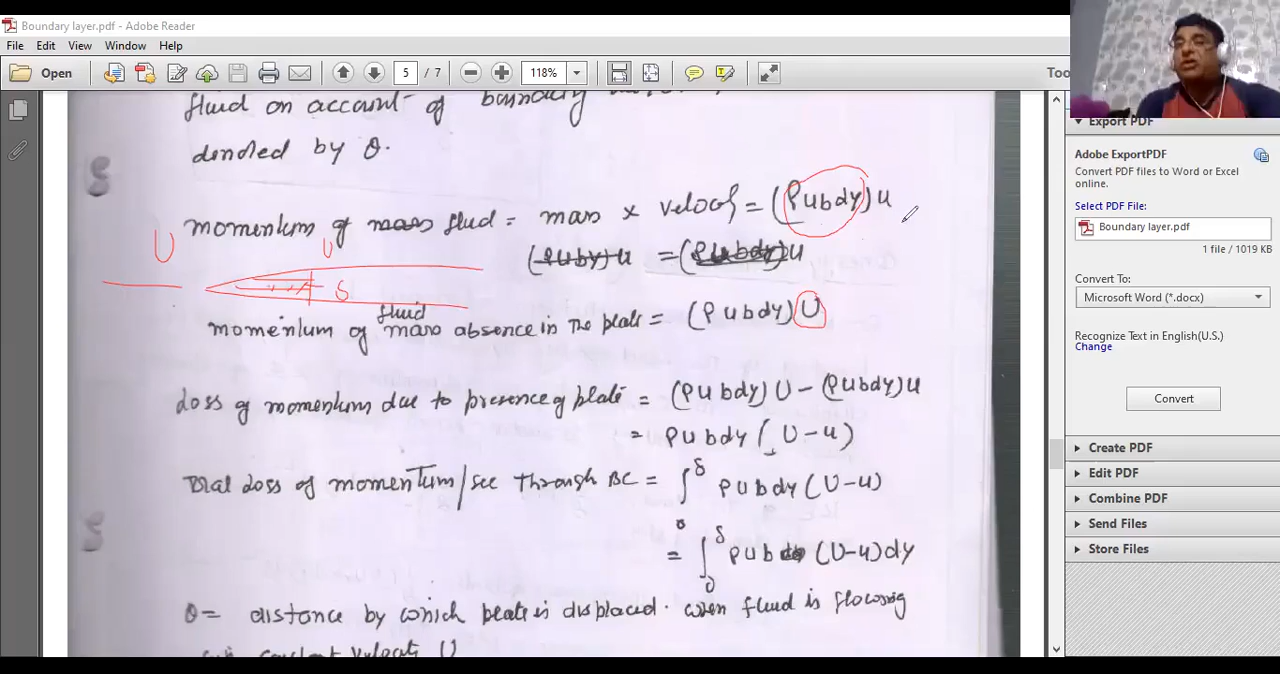 Boundary layer.pdf - Adobe Reader
File Edit View Window Help
Open 5 / 7 118% Too
fluid on account of boundary
denoted by θ.
momentum of mass fluid = mass × velocity = (ρubdy)u
U U (ρuby)u = (ρubdy)u
δ
fluid
momentum of mass absence in the plate = (ρubdy)U
Loss of momentum due to presence of plate = (ρubdy)U - (ρubdy)u
= ρubdy(U-u)
Total Loss of momentum/sec through BC = ∫₀^δ ρubdy(U-u)
= ∫₀^δ ρub (U-u)dy
θ = distance by which plate is displaced. when fluid is flowing
constant velocity U
Export PDF
Adobe ExportPDF
Convert PDF files to Word or Excel
online.
Select PDF File:
Boundary layer.pdf
1 file / 1019 KB
Convert To:
Microsoft Word (*.docx)
Recognize Text in English(U.S.)
Change
Convert
Create PDF
Edit PDF
Combine PDF
Send Files
Store Files